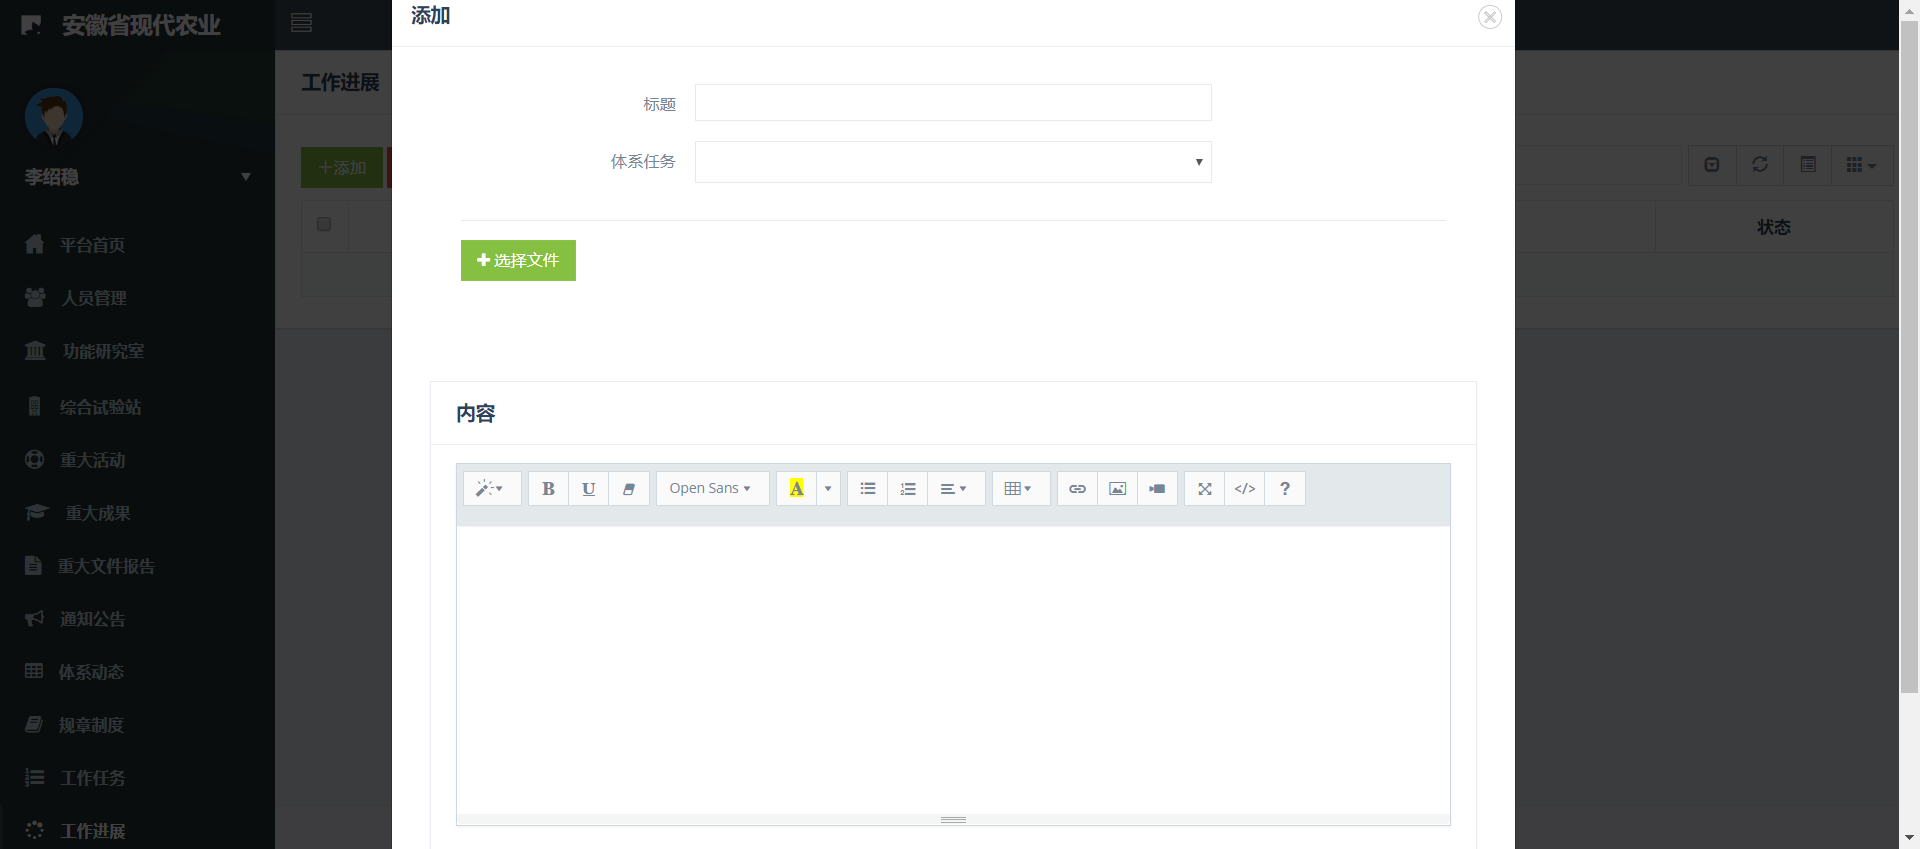 安徽省现代农业
李绍稳
平台首页
人员管理
功能研究室
综合试验站
重大活动
重大成果
重大文件报告
通知公告
体系动态
规章制度
工作任务
工作进展
工作进展
+添加
状态
添加
标题
体系任务
+ 选择文件
内容
B U Open Sans A </> ?